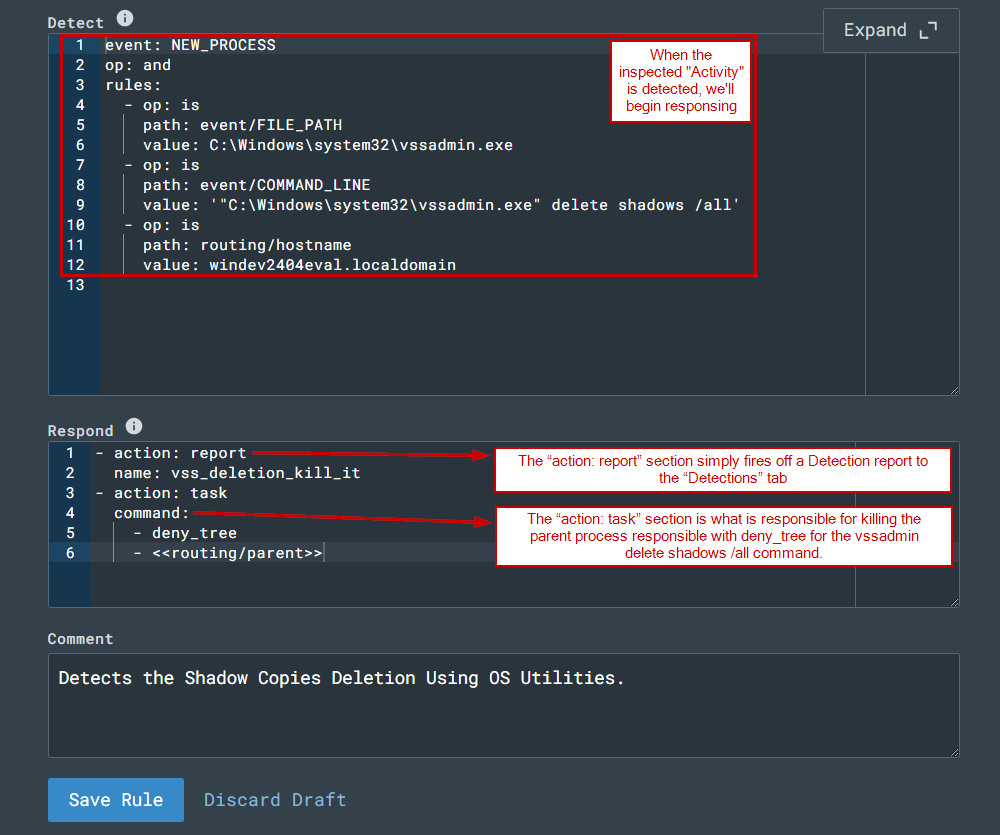 Detect
Expand
1 event: NEW_PROCESS
2 op: and
3 rules:
4 - op: is
5 path: event/FILE_PATH
6 value: C:\Windows\system32\vssadmin.exe
7 - op: is
8 path: event/COMMAND_LINE
9 value: '"C:\Windows\system32\vssadmin.exe" delete shadows /all'
10 - op: is
11 path: routing/hostname
12 value: windev2404eval.localdomain
13
When the
inspected "Activity"
is detected, we'll
begin responsing
Respond
1 - action: report
2 name: vss_deletion_kill_it
3 - action: task
4 command:
5 - deny_tree
6 - <<routing/parent>>
The “action: report” section simply fires off a Detection report to
the “Detections” tab
The “action: task” section is what is responsible for killing the
parent process responsible with deny_tree for the vssadmin
delete shadows /all command.
Comment
Detects the Shadow Copies Deletion Using OS Utilities.
Save Rule
Discard Draft